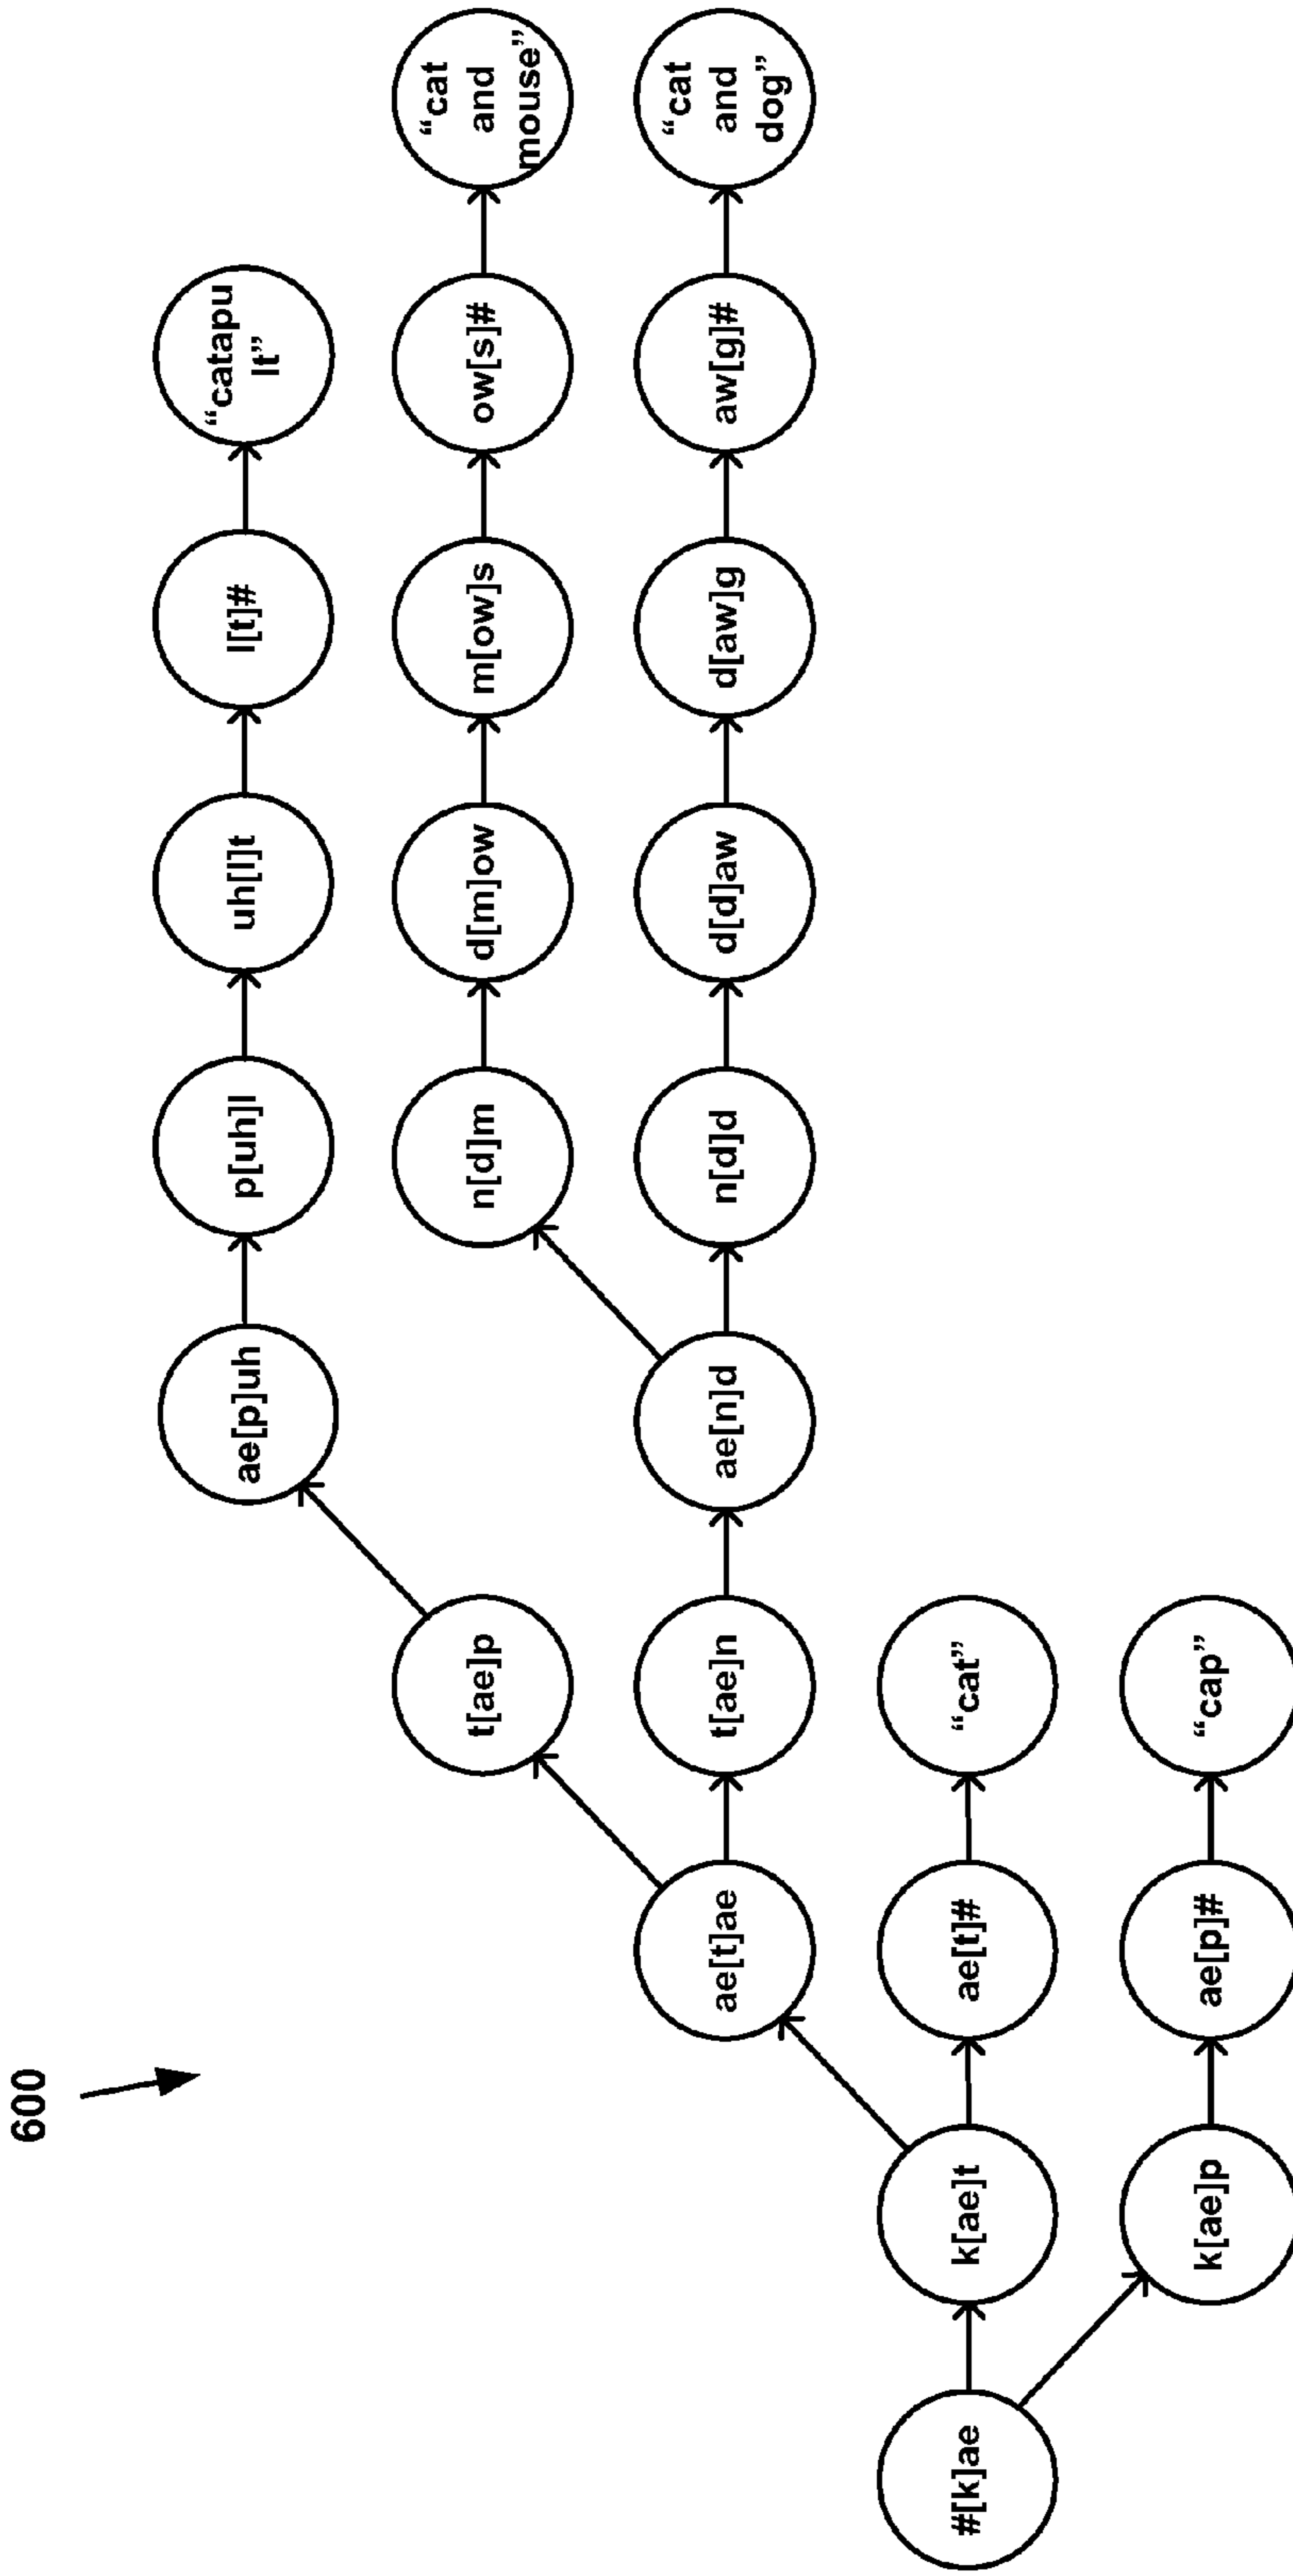 600
ae[p]uh
p[uh]l
uh[l]t
l[t]#
“catapu
lt”
t[ae]p
n[d]m
d[m]ow
m[ow]s
ow[s]#
“cat
and
mouse”
ae[t]ae
t[ae]n
ae[n]d
n[d]d
d[d]aw
d[aw]g
aw[g]#
“cat
and
dog”
#[k]ae
k[ae]t
ae[t]#
“cat”
k[ae]p
ae[p]#
“cap”